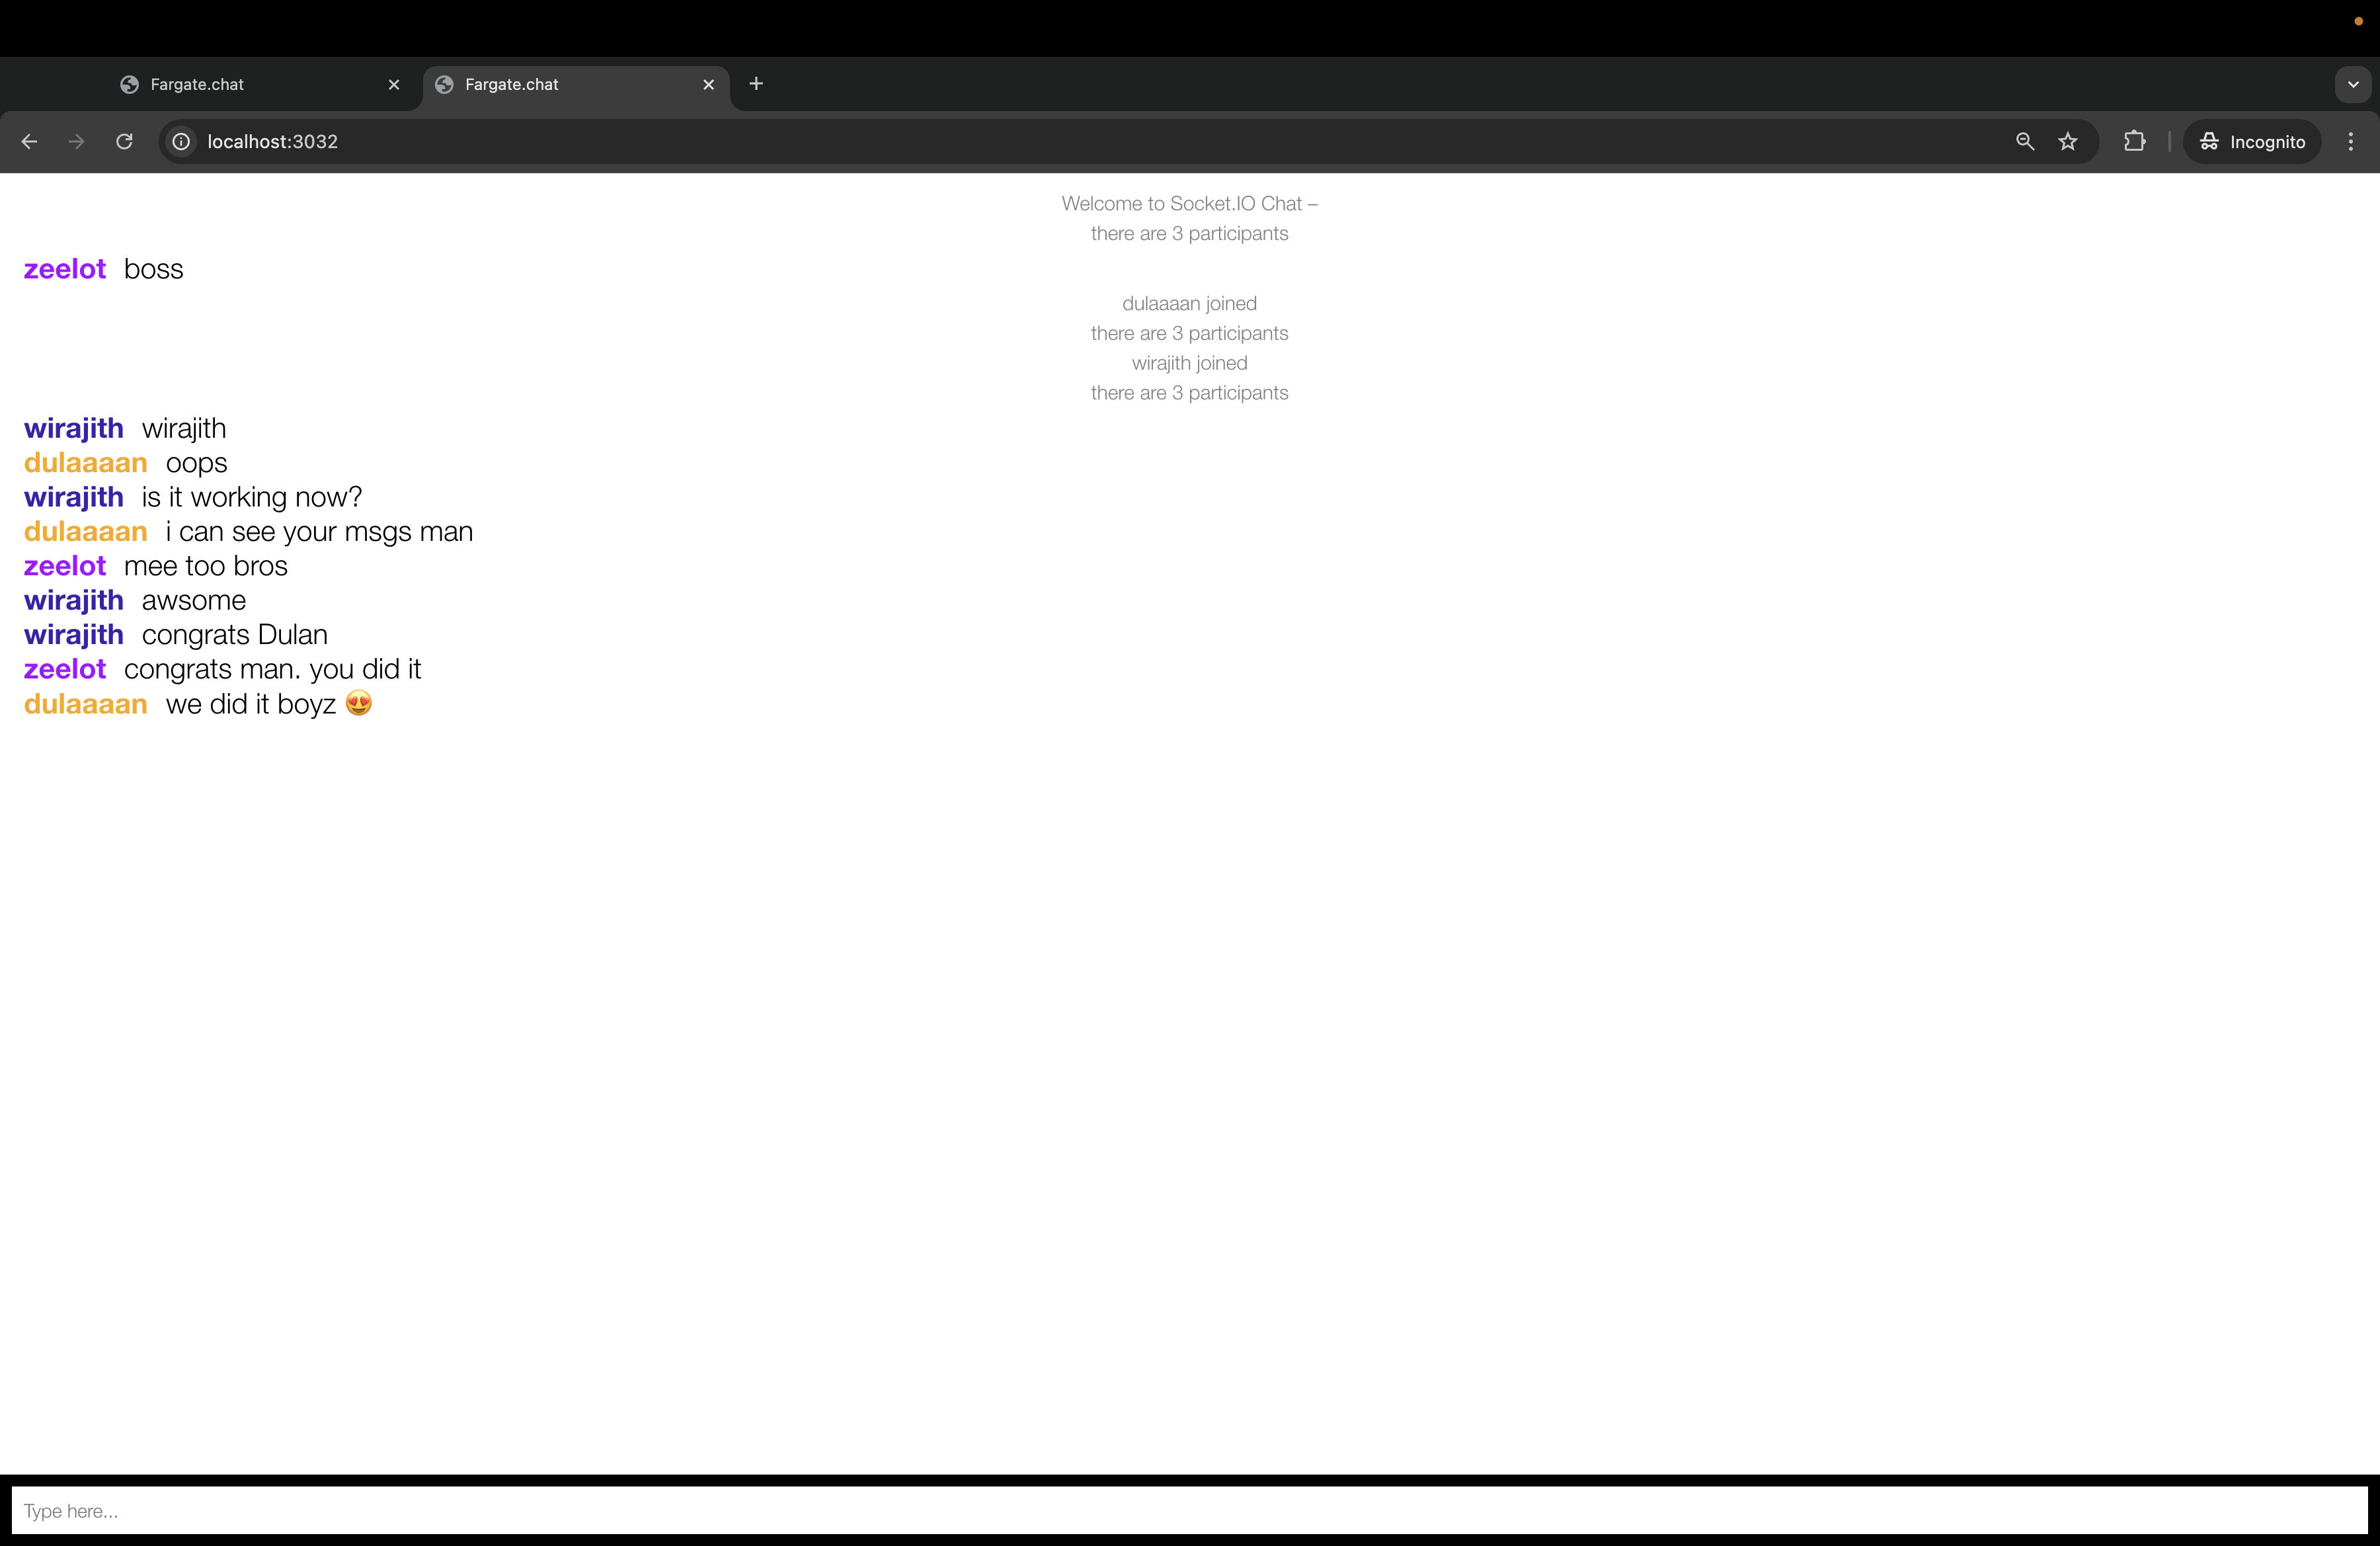 Fargate.chat
Fargate.chat
localhost:3032
Incognito
Welcome to Socket.IO Chat –
there are 3 participants
zeelot boss
dulaaaan joined
there are 3 participants
wirajith joined
there are 3 participants
wirajith wirajith
dulaaaan oops
wirajith is it working now?
dulaaaan i can see your msgs man
zeelot mee too bros
wirajith awsome
wirajith congrats Dulan
zeelot congrats man. you did it
dulaaaan we did it boyz 😍
Type here...